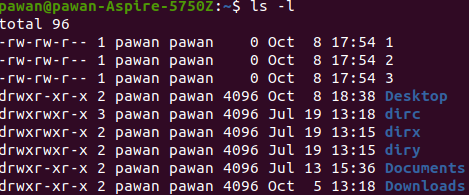 pawan@pawan-Aspire-5750Z:~$ ls -l
total 96
-rw-rw-r-- 1 pawan pawan    0 Oct  8 17:54 1
-rw-rw-r-- 1 pawan pawan    0 Oct  8 17:54 2
-rw-rw-r-- 1 pawan pawan    0 Oct  8 17:54 3
drwxr-xr-x 2 pawan pawan 4096 Oct  8 18:38 Desktop
drwxrwxr-x 3 pawan pawan 4096 Jul 19 13:18 dirc
drwxrwxr-x 2 pawan pawan 4096 Jul 19 13:15 dirx
drwxrwxr-x 2 pawan pawan 4096 Jul 19 13:15 diry
drwxr-xr-x 2 pawan pawan 4096 Jul 13 15:36 Documents
drwxr-xr-x 2 pawan pawan 4096 Oct  5 13:18 Downloads